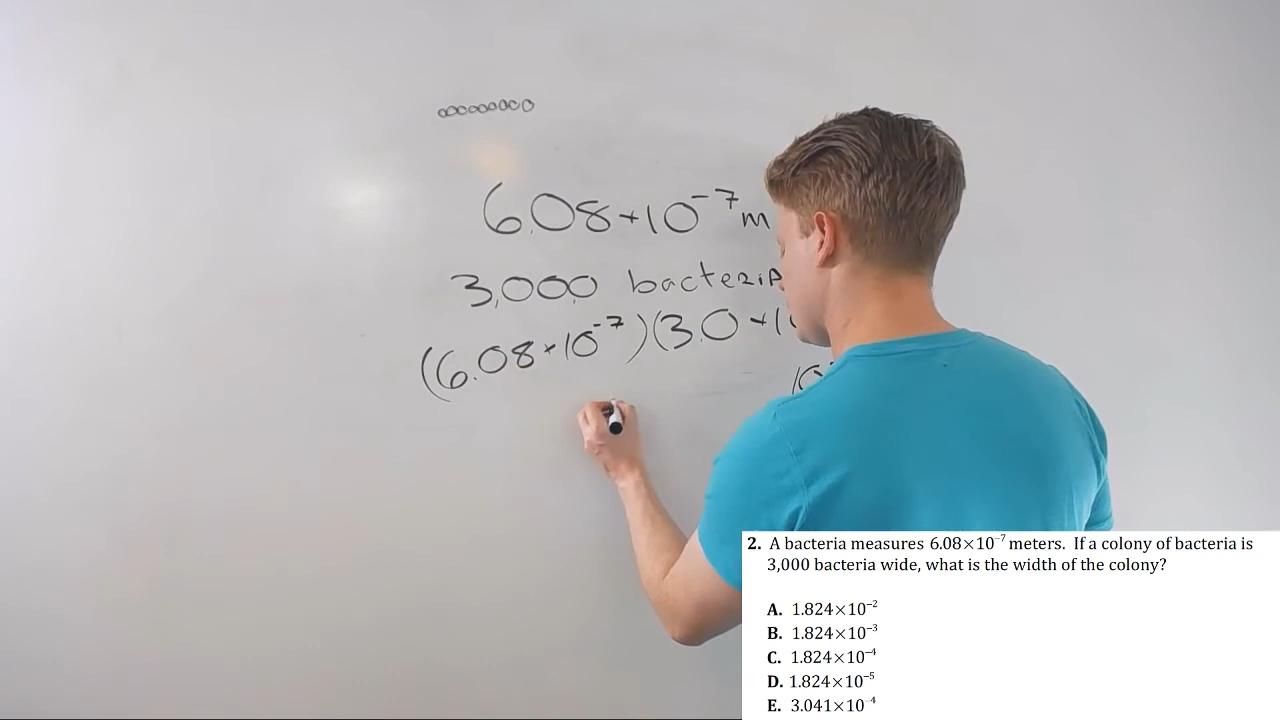 6.08×10⁻⁷ m
3,000 bacteria
(6.08×10⁻⁷)(3.0×1
10
2. A bacteria measures 6.08×10⁻⁷ meters. If a colony of bacteria is
3,000 bacteria wide, what is the width of the colony?
A. 1.824×10⁻²
B. 1.824×10⁻³
C. 1.824×10⁻⁴
D. 1.824×10⁻⁵
E. 3.041×10⁻⁴